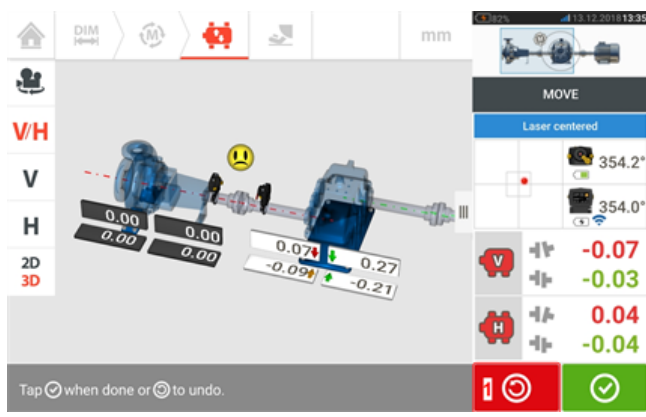 82% 13.12.2018 13:35
DIM M mm
M
MOVE
Laser centered
V/H
V
H
2D
3D
354.2°
354.0°
0.00 0.00
0.00 0.00
0.07 0.27
-0.09 -0.21
V -0.07
-0.03
H 0.04
-0.04
Tap when done or to undo.
1